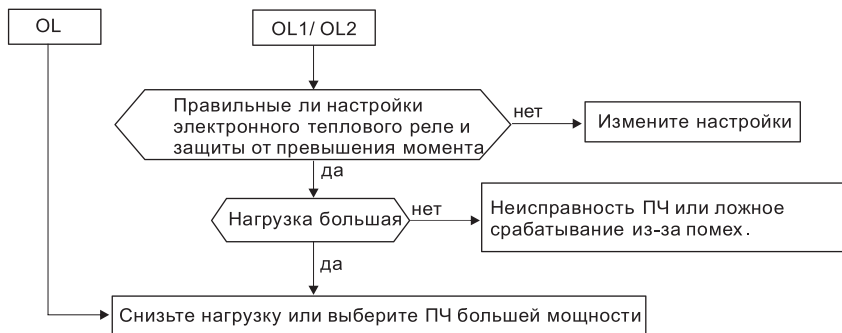 OL
OL1/ OL2
Правильные ли настройки
электронного теплового реле и
защиты от превышения момента
нет
Измените настройки
да
Нагрузка большая
нет
Неисправность ПЧ или ложное
срабатывание из-за помех.
да
Снизьте нагрузку или выберите ПЧ большей мощности